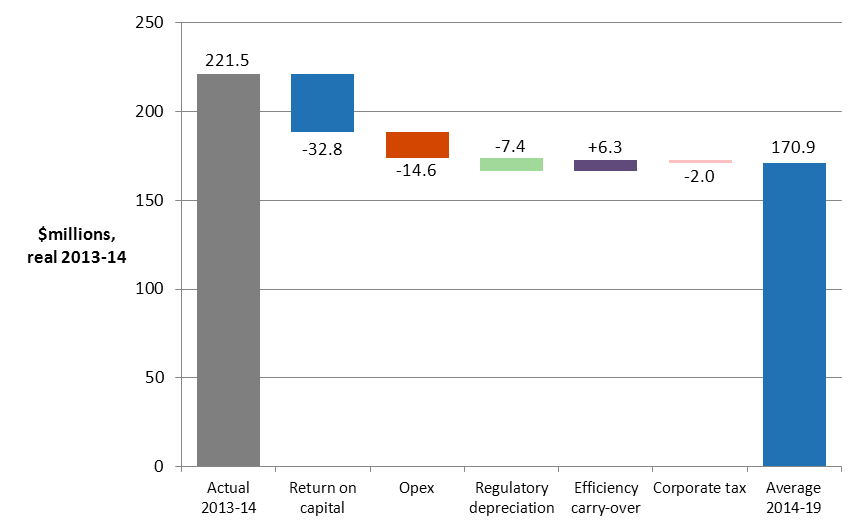 250
200
150
100
50
0
$millions,
real 2013-14
221.5
-32.8
-14.6
-7.4
+6.3
-2.0
170.9
Actual
2013-14
Return on
capital
Opex
Regulatory
depreciation
Efficiency
carry-over
Corporate tax
Average
2014-19